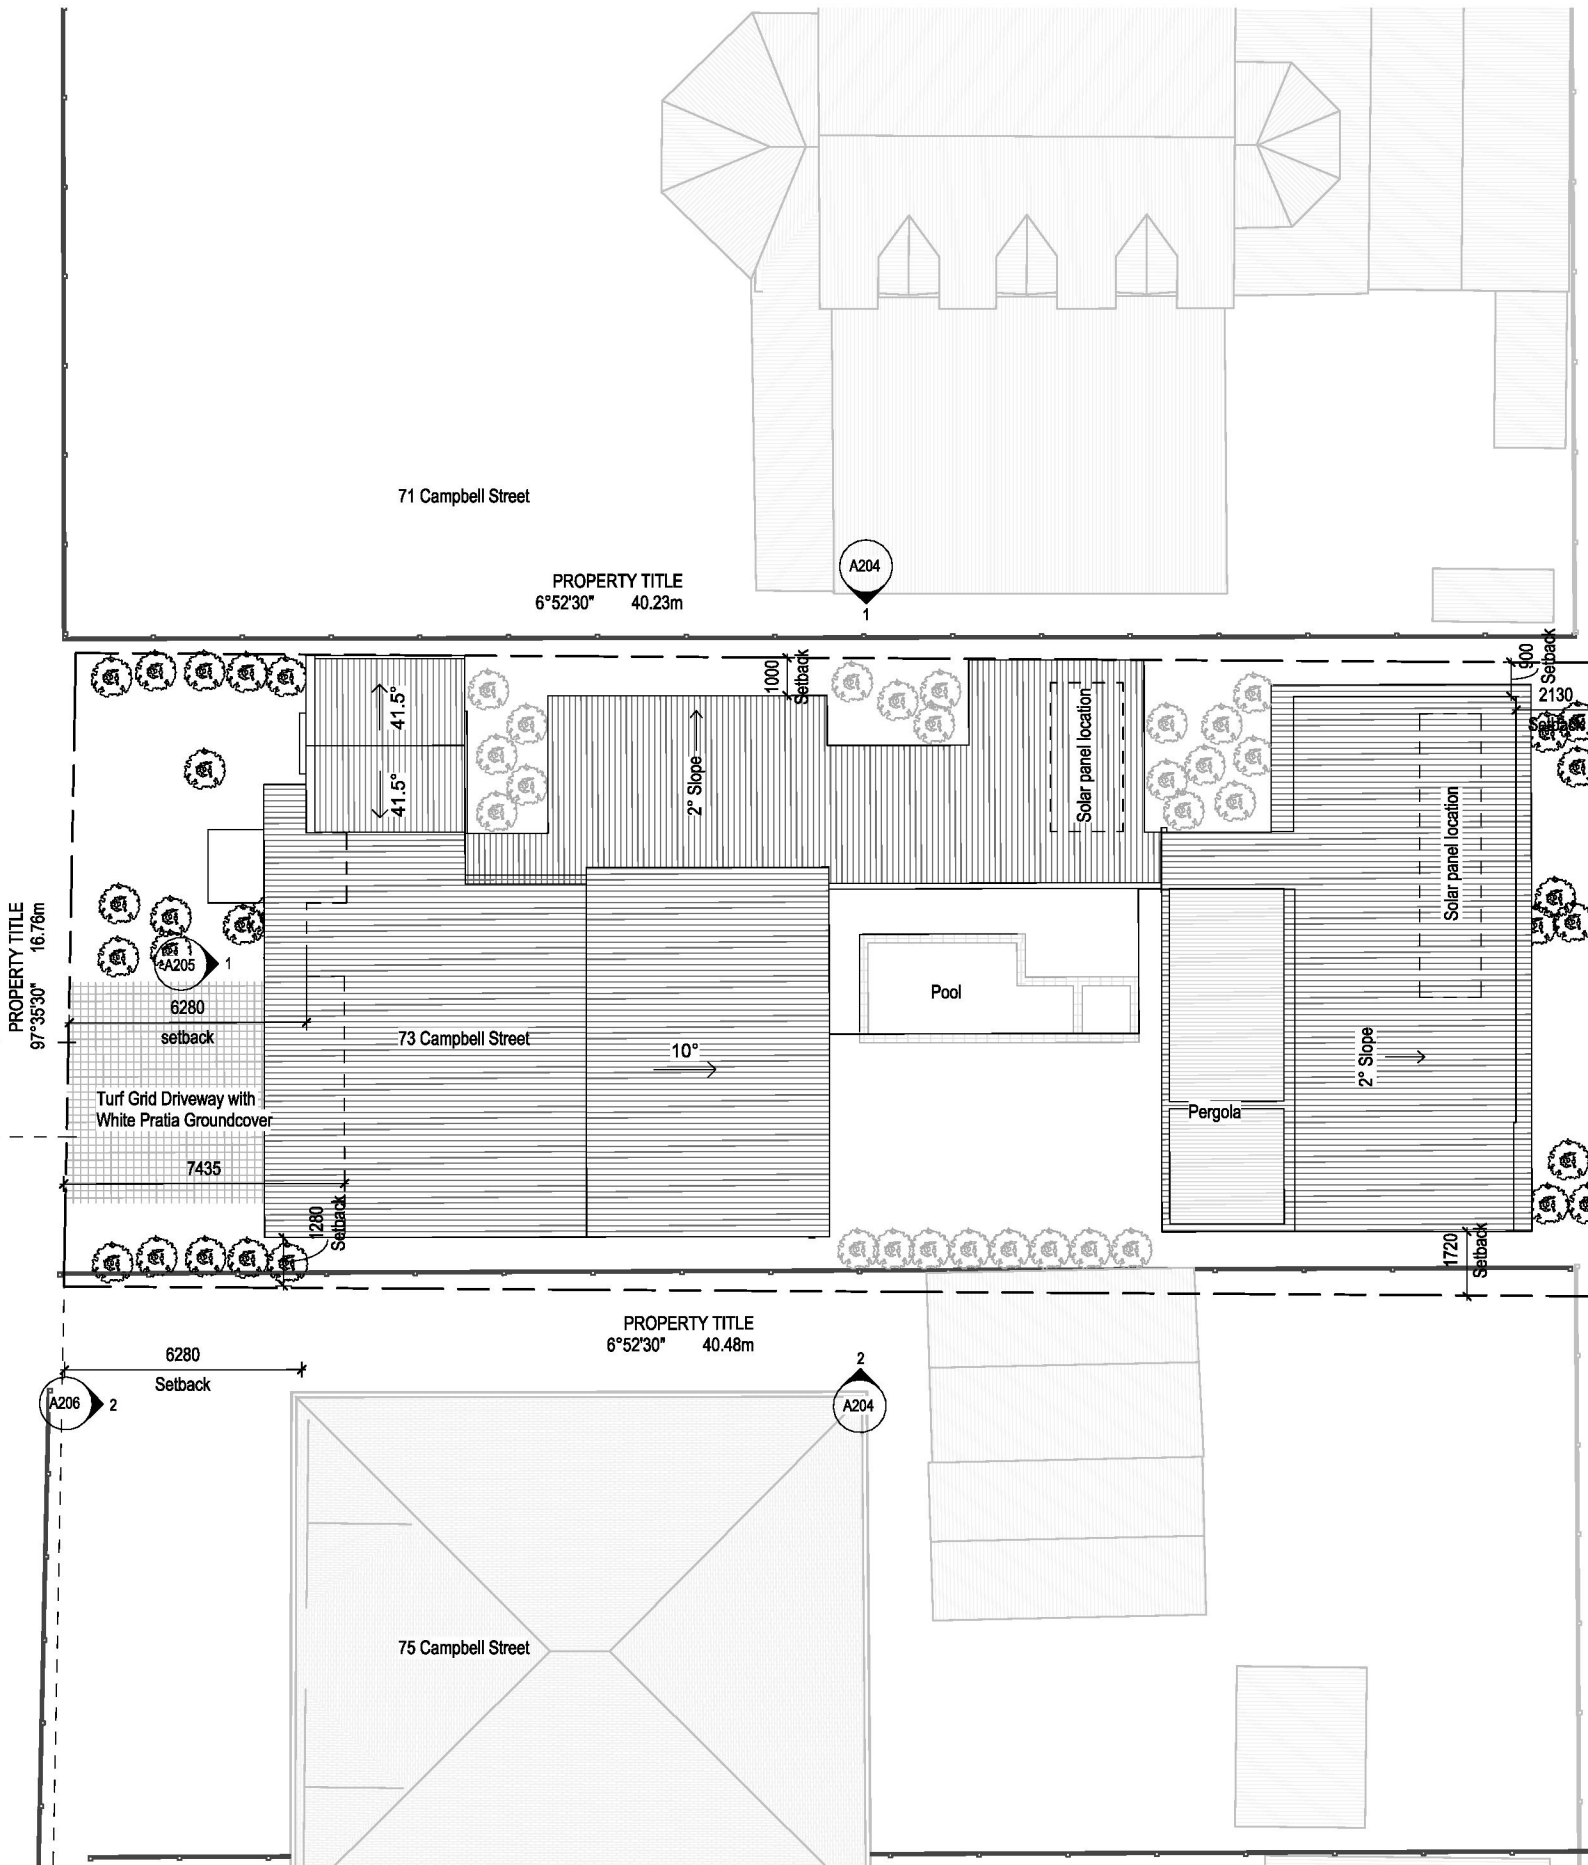 71 Campbell Street
PROPERTY TITLE
6°52'30" 40.23m
A204
1
1000
Setback
900
Setback
2130
41.5°
41.5°
2° Slope
Solar panel location
Solar panel location
PROPERTY TITLE
97°35'30" 16.76m
A205
1
6280
setback
73 Campbell Street
10°
Pool
2° Slope
Turf Grid Driveway with
White Pratia Groundcover
Pergola
7435
1280
Setback
1720
Setback
PROPERTY TITLE
6°52'30" 40.48m
6280
Setback
A206
2
2
A204
75 Campbell Street